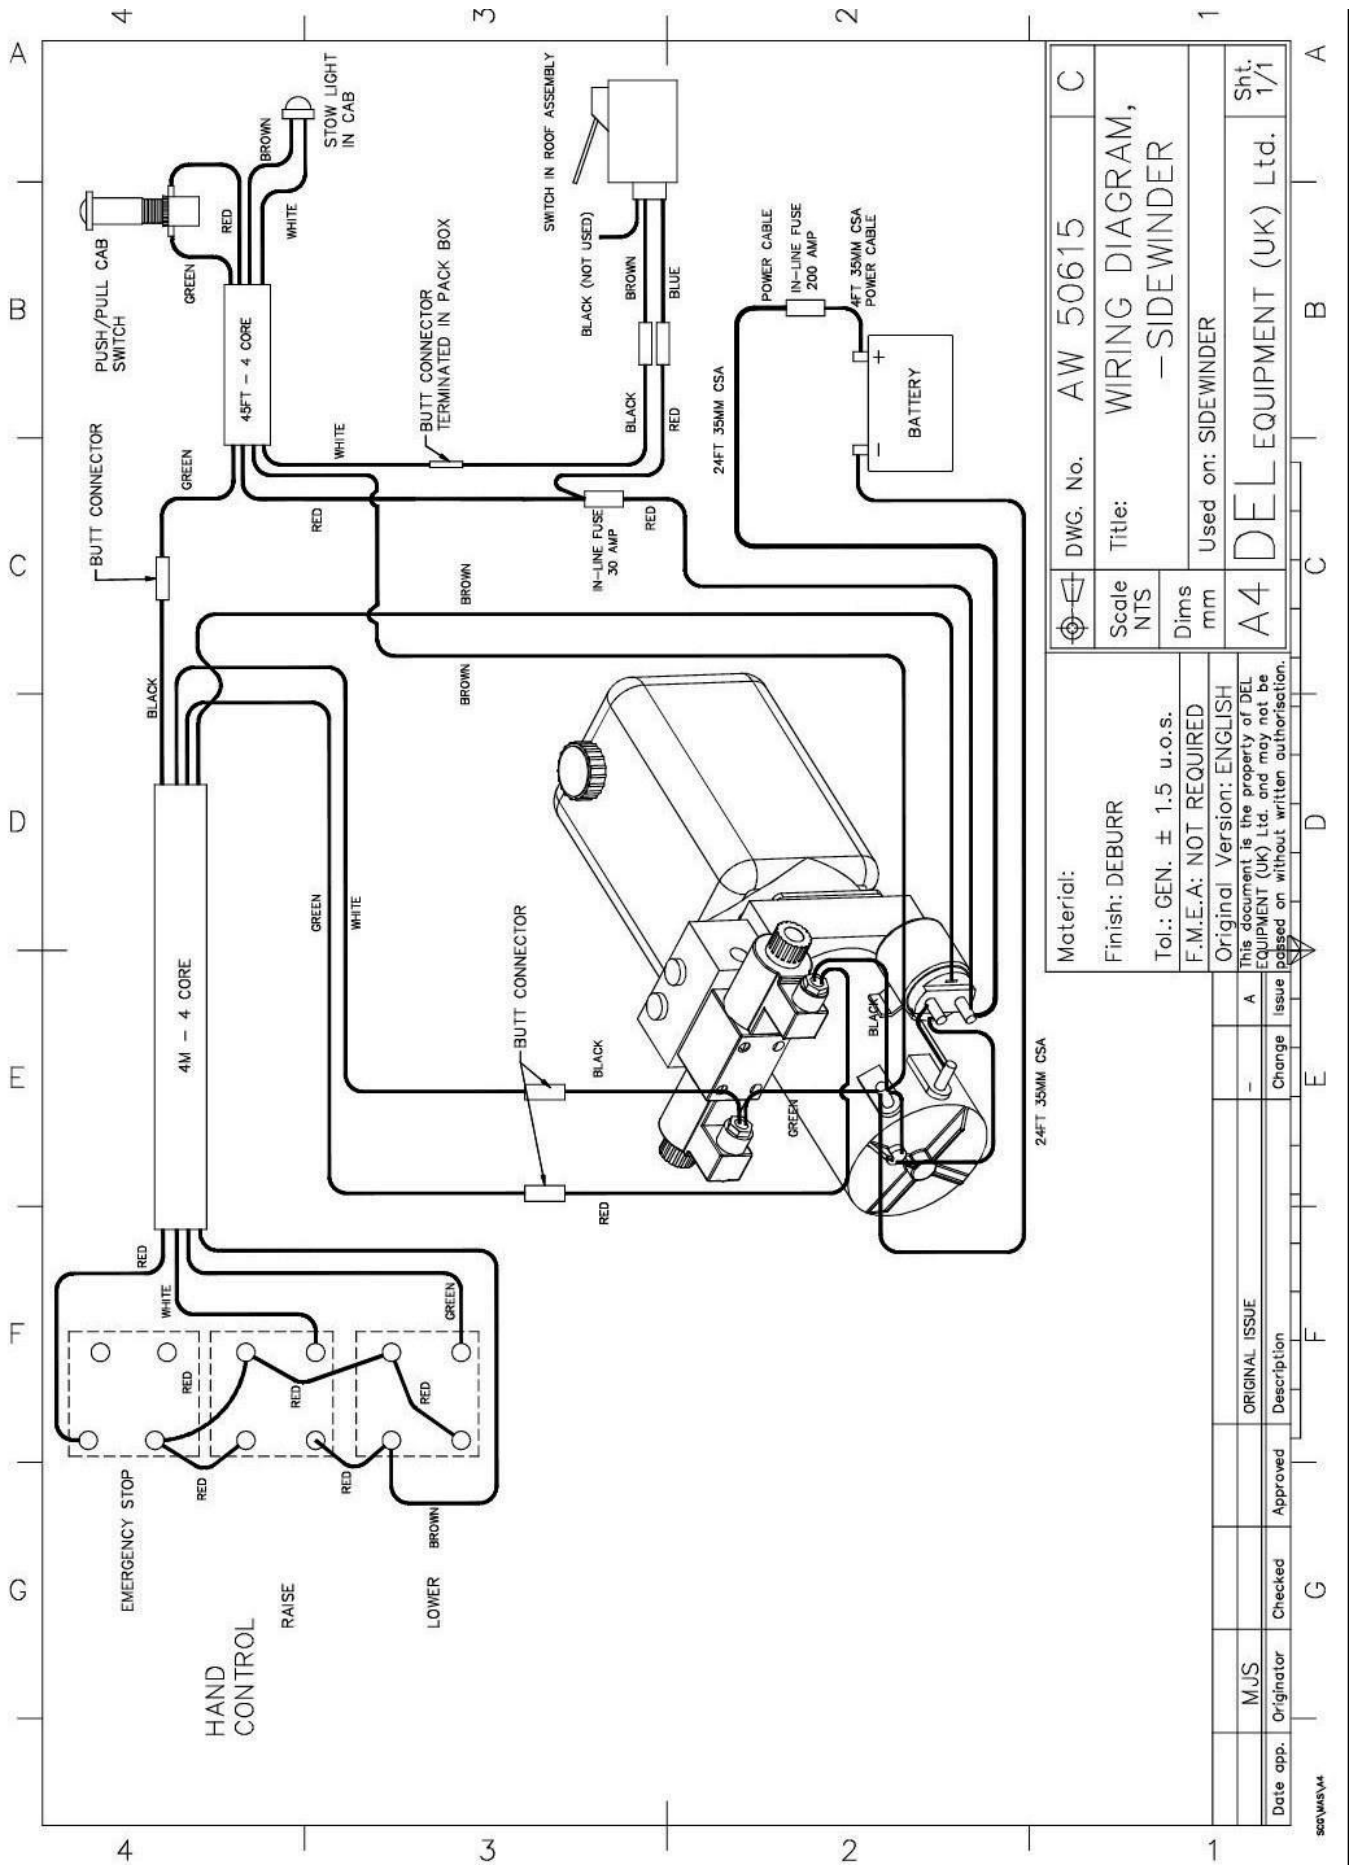 4
3
2
1
A
B
C
D
E
F
G
HAND
CONTROL
EMERGENCY STOP
RAISE
LOWER
RED
RED
RED
RED
RED
BROWN
RED
WHITE
GREEN
4M - 4 CORE
BLACK
BUTT CONNECTOR
GREEN
PUSH/PULL CAB
SWITCH
GREEN
RED
BROWN
WHITE
STOW LIGHT
IN CAB
45FT - 4 CORE
WHITE
RED
BROWN
BROWN
GREEN
WHITE
BUTT CONNECTOR
TERMINATED IN PACK BOX
SWITCH IN ROOF ASSEMBLY
BLACK (NOT USED)
BROWN
BLUE
BLACK
RED
IN-LINE FUSE
30 AMP
RED
BUTT CONNECTOR
BLACK
RED
GREEN
BLACK
24FT 35MM CSA
POWER CABLE
IN-LINE FUSE
200 AMP
4FT 35MM CSA
POWER CABLE
BATTERY
+
-
24FT 35MM CSA
Material:
Finish: DEBURR
Tol.: GEN. ± 1.5 u.o.s.
F.M.E.A: NOT REQUIRED
Original Version: ENGLISH
This document is the property of DEL
EQUIPMENT (UK) Ltd. and may not be
passed on without written authorisation.
DWG. No. AW 50615 C
Scale
NTS
Title: WIRING DIAGRAM,
-SIDEWINDER
Dims
mm
Used on: SIDEWINDER
A4 DEL EQUIPMENT (UK) Ltd. Sht.
1/1
MJS ORIGINAL ISSUE - A
Date app. Originator Checked Approved Description Change Issue
SCG\MAS\A4
4
3
2
1
A
B
C
D
E
F
G